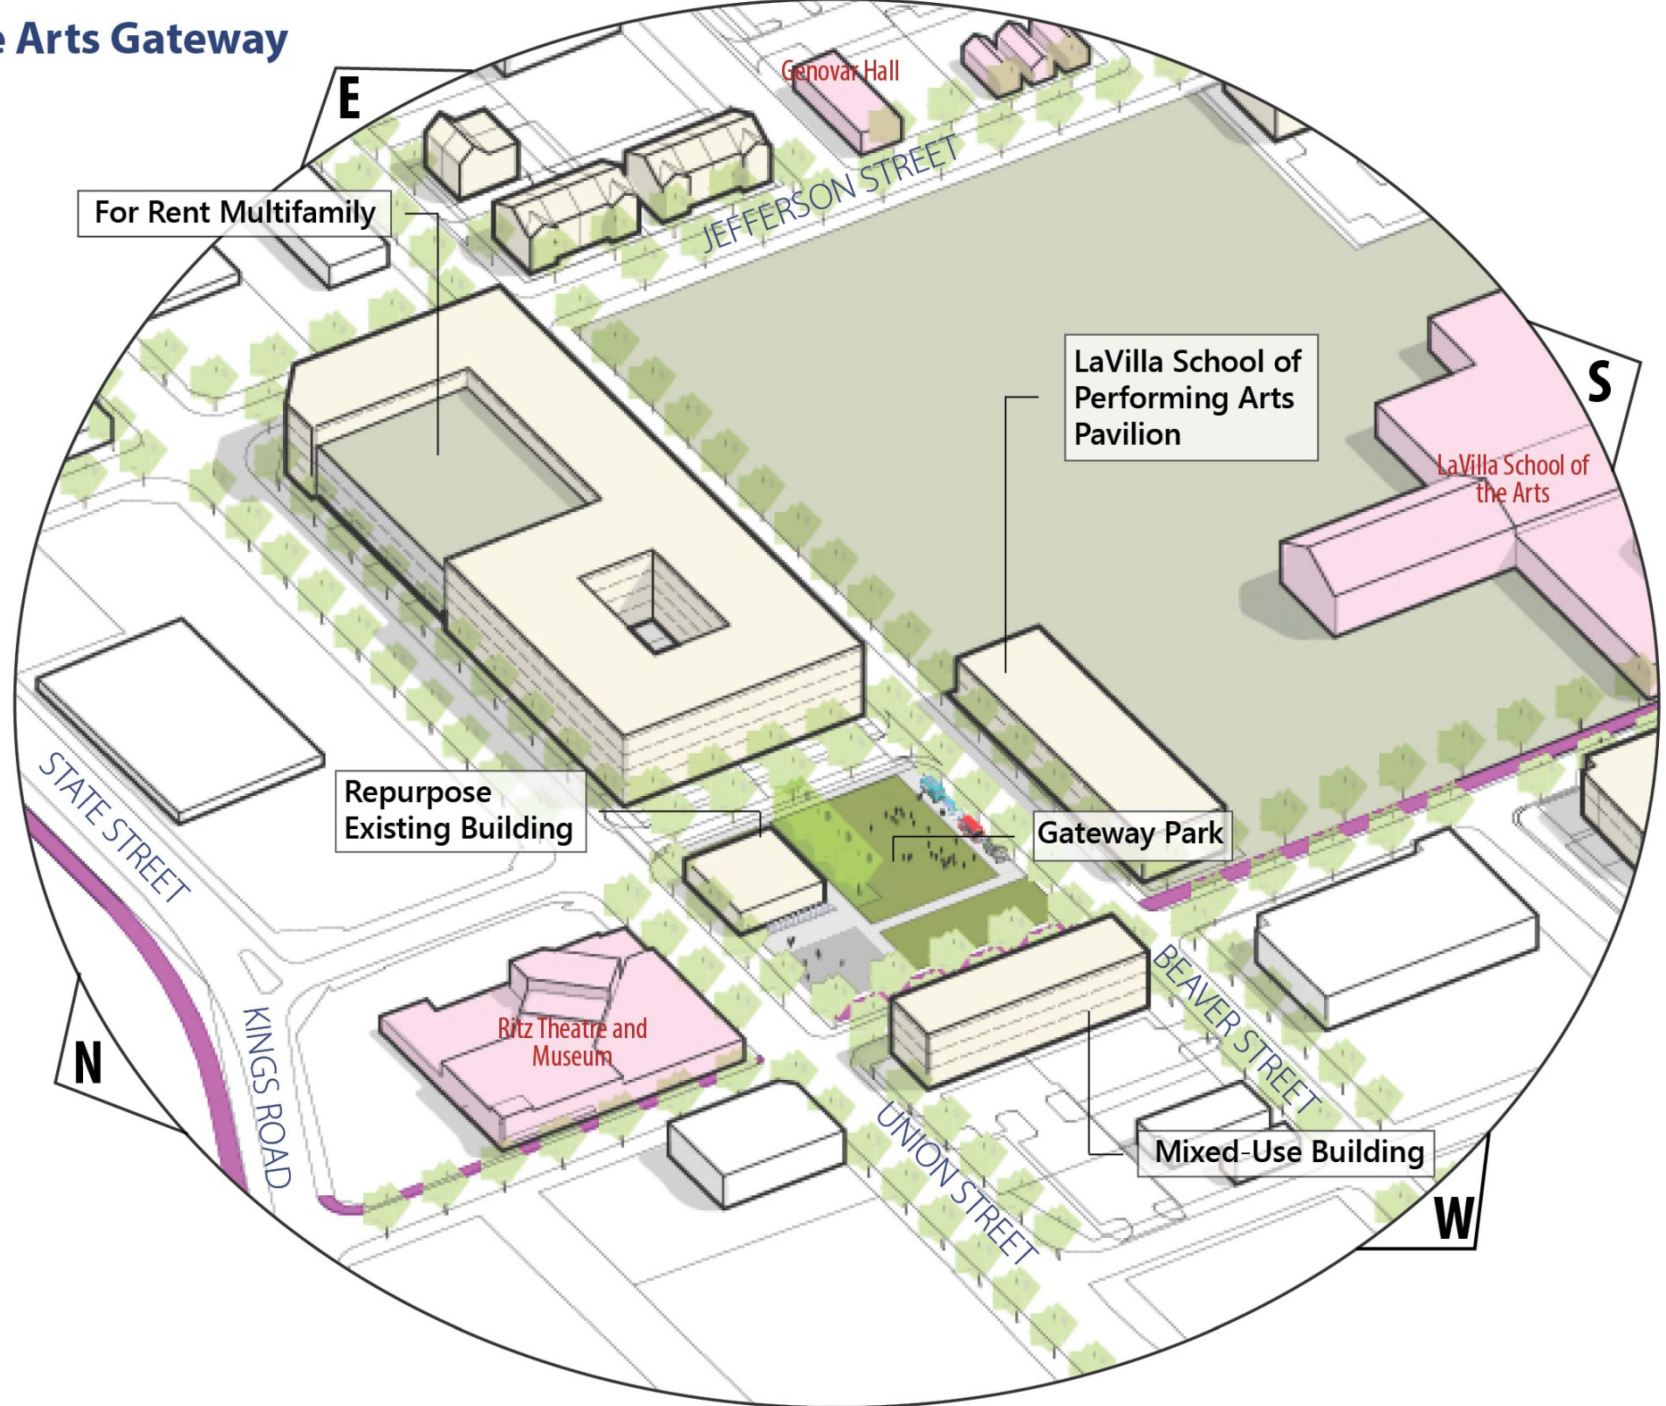 Arts Gateway
E
Genovar Hall
For Rent Multifamily
JEFFERSON STREET
LaVilla School of
Performing Arts
Pavilion
S
LaVilla School of
the Arts
STATE STREET
Repurpose
Existing Building
Gateway Park
BEAVER STREET
Ritz Theatre and
Museum
N
KINGS ROAD
UNION STREET
Mixed-Use Building
W